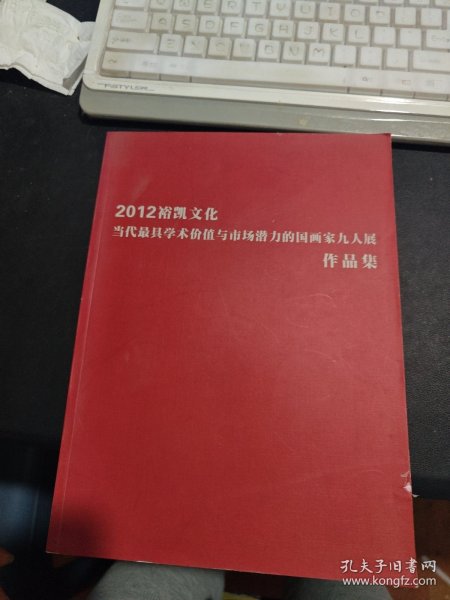 2012裕凯文化
当代最具学术价值与市场潜力的国画家九人展
作品集
孔夫子旧书网
www.kongfz.com